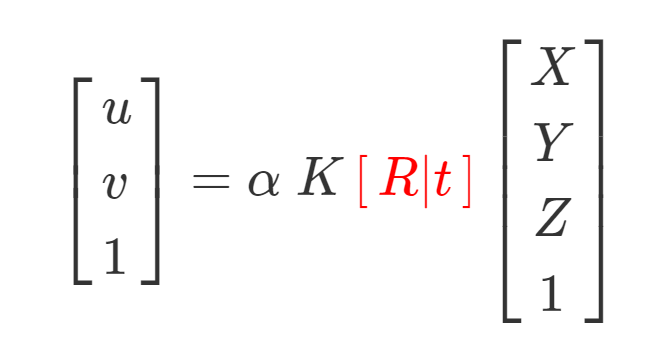 [u v 1] = α K [ R|t ] [X Y Z 1]